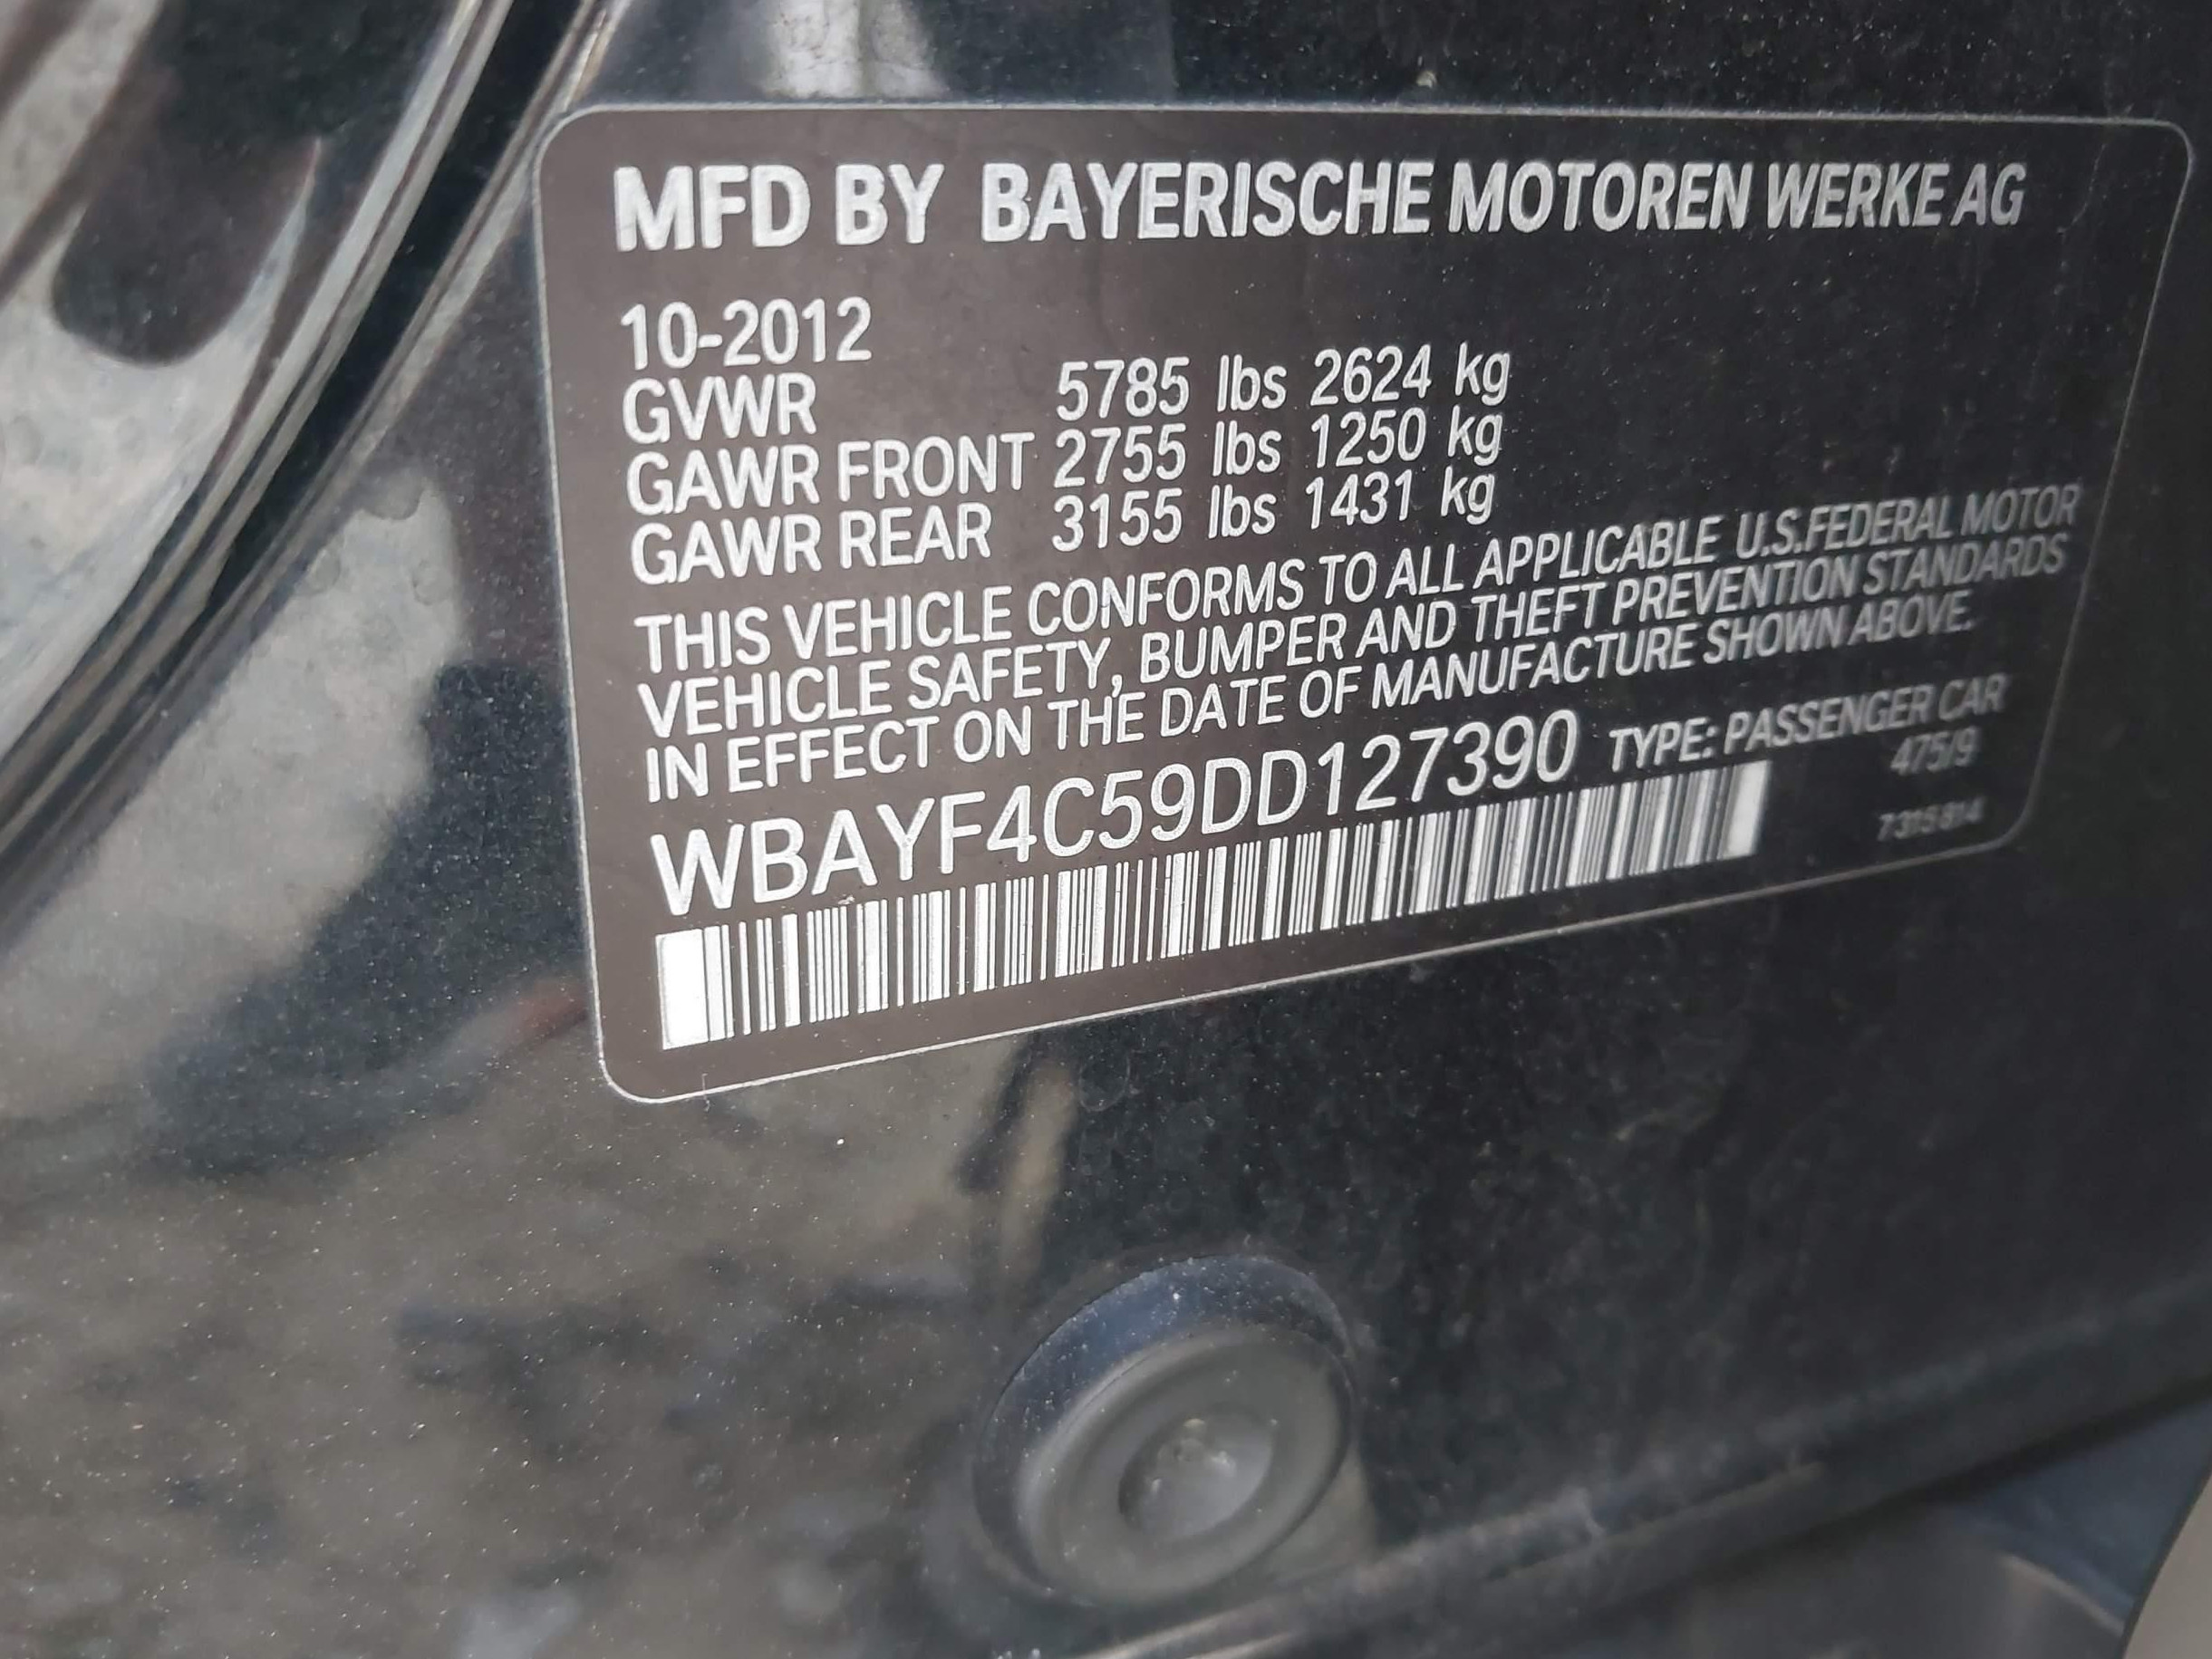 MFD BY BAYERISCHE MOTOREN WERKE AG
10-2012
GVWR 5785 lbs 2624 kg
GAWR FRONT 2755 lbs 1250 kg
GAWR REAR 3155 lbs 1431 kg
THIS VEHICLE CONFORMS TO ALL APPLICABLE U.S.FEDERAL MOTOR
VEHICLE SAFETY, BUMPER AND THEFT PREVENTION STANDARDS
IN EFFECT ON THE DATE OF MANUFACTURE SHOWN ABOVE.
WBAYF4C59DD127390 TYPE: PASSENGER CAR
475/9
7315814